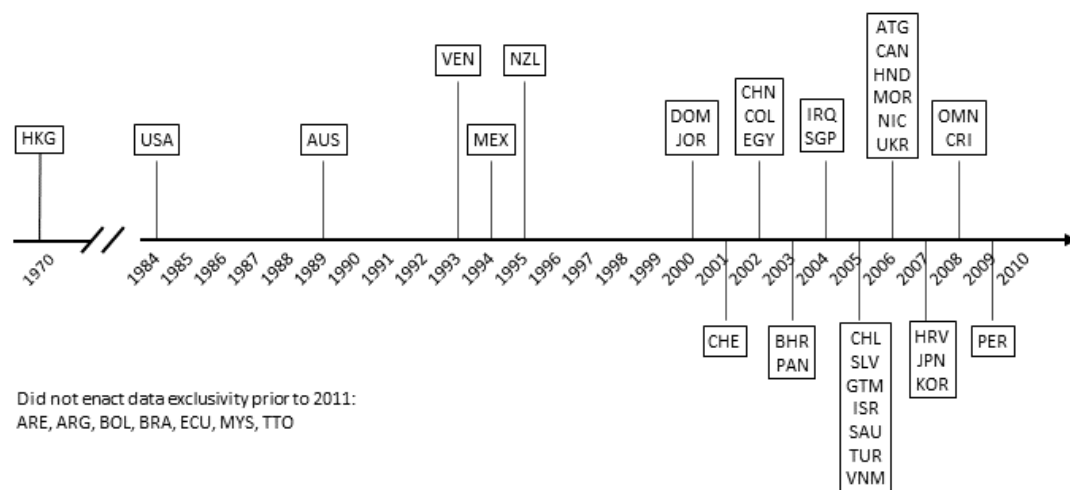 HKG
USA
AUS
VEN
MEX
NZL
DOM
JOR
CHN
COL
EGY
IRQ
SGP
ATG
CAN
HND
MOR
NIC
UKR
OMN
CRI
1970
1984
1985
1986
1987
1988
1989
1990
1991
1992
1993
1994
1995
1996
1997
1998
1999
2000
2001
2002
2003
2004
2005
2006
2007
2008
2009
2010
CHE
BHR
PAN
CHL
SLV
GTM
ISR
SAU
TUR
VNM
HRV
JPN
KOR
PER
Did not enact data exclusivity prior to 2011:
ARE, ARG, BOL, BRA, ECU, MYS, TTO